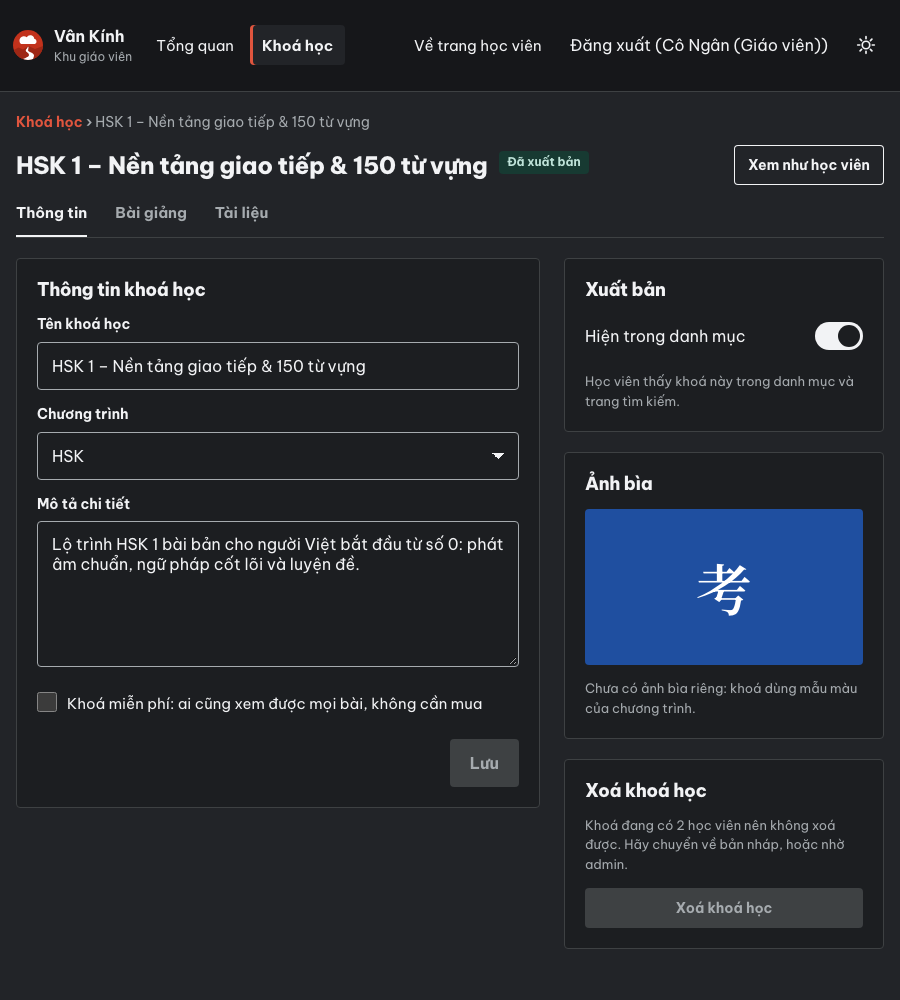 Vân Kính
Khu giáo viên
Tổng quan
Khoá học
Về trang học viên
Đăng xuất (Cô Ngân (Giáo viên))
Khoá học › HSK 1 – Nền tảng giao tiếp & 150 từ vựng
HSK 1 – Nền tảng giao tiếp & 150 từ vựng
Đã xuất bản
Xem như học viên
Thông tin
Bài giảng
Tài liệu
Thông tin khoá học
Tên khoá học
HSK 1 – Nền tảng giao tiếp & 150 từ vựng
Chương trình
HSK
Mô tả chi tiết
Lộ trình HSK 1 bài bản cho người Việt bắt đầu từ số 0: phát
âm chuẩn, ngữ pháp cốt lõi và luyện đề.
Khoá miễn phí: ai cũng xem được mọi bài, không cần mua
Lưu
Xuất bản
Hiện trong danh mục
Học viên thấy khoá này trong danh mục và
trang tìm kiếm.
Ảnh bìa
考
Chưa có ảnh bìa riêng: khoá dùng mẫu màu
của chương trình.
Xoá khoá học
Khoá đang có 2 học viên nên không xoá
được. Hãy chuyển về bản nháp, hoặc nhờ
admin.
Xoá khoá học